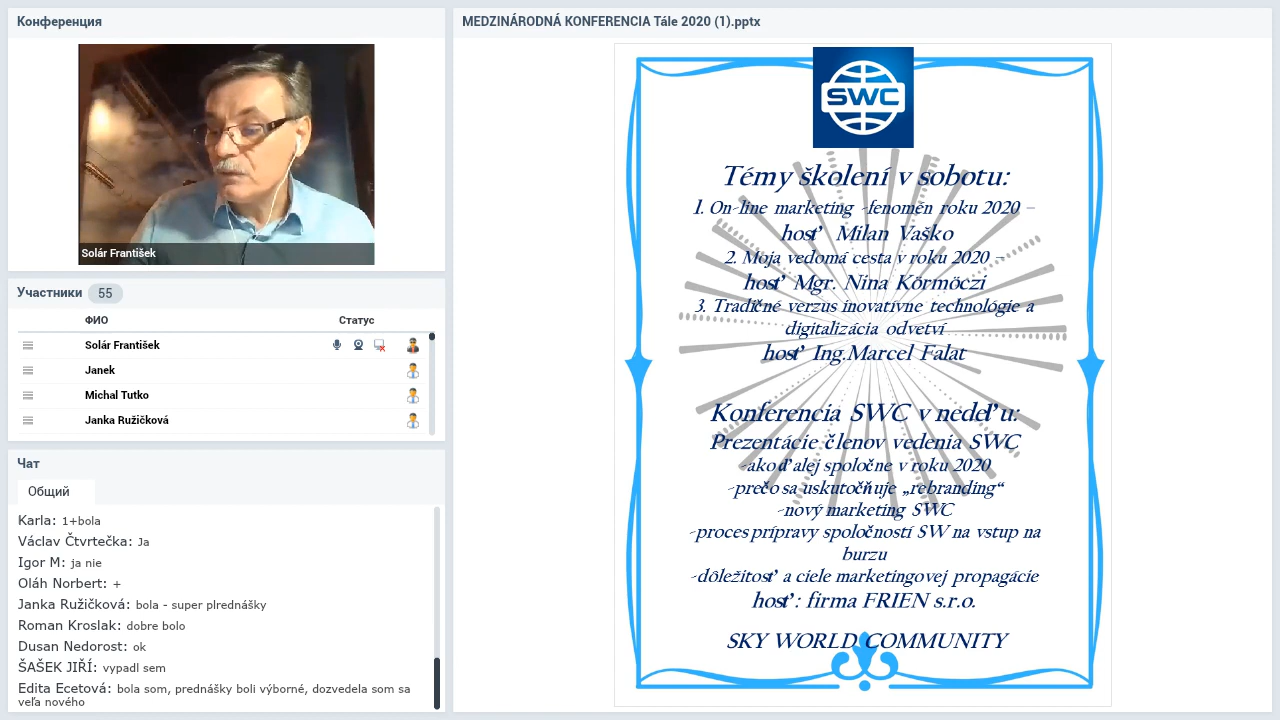 Конференция
Solár František
Участники 55
ФИО Статус
Solár František
Janek
Michal Tutko
Janka Ružičková
Чат
Общий
Karla: 1+bola
Václav Čtvrtečka: Ja
Igor M: ja nie
Oláh Norbert: +
Janka Ružičková: bola - super plrednášky
Roman Kroslak: dobre bolo
Dusan Nedorost: ok
ŠAŠEK JIŘÍ: vypadl sem
Edita Ecetová: bola som, prednášky boli výborné, dozvedela som sa
veľa nového
MEDZINÁRODNÁ KONFERENCIA Tále 2020 (1).pptx
SWC
Témy školení v sobotu:
1. On-line marketing -fenomén roku 2020 –
hosť Milan Vaško
2. Moja vedomá cesta v roku 2020 –
hosť Mgr. Nina Körmöczi
3. Tradičné verzus inovatívne technológie a
digitalizácia odvetví
hosť Ing.Marcel Falat
Konferencia SWC v nedeľu:
Prezentácie členov vedenia SWC
-ako ďalej spoločne v roku 2020
-prečo sa uskutočňuje „rebranding“
-nový marketing SWC
-proces prípravy spoločností SW na vstup na
burzu
-dôležitosť a ciele marketingovej propagácie
hosť: firma FRIEN s.r.o.
SKY WORLD COMMUNITY